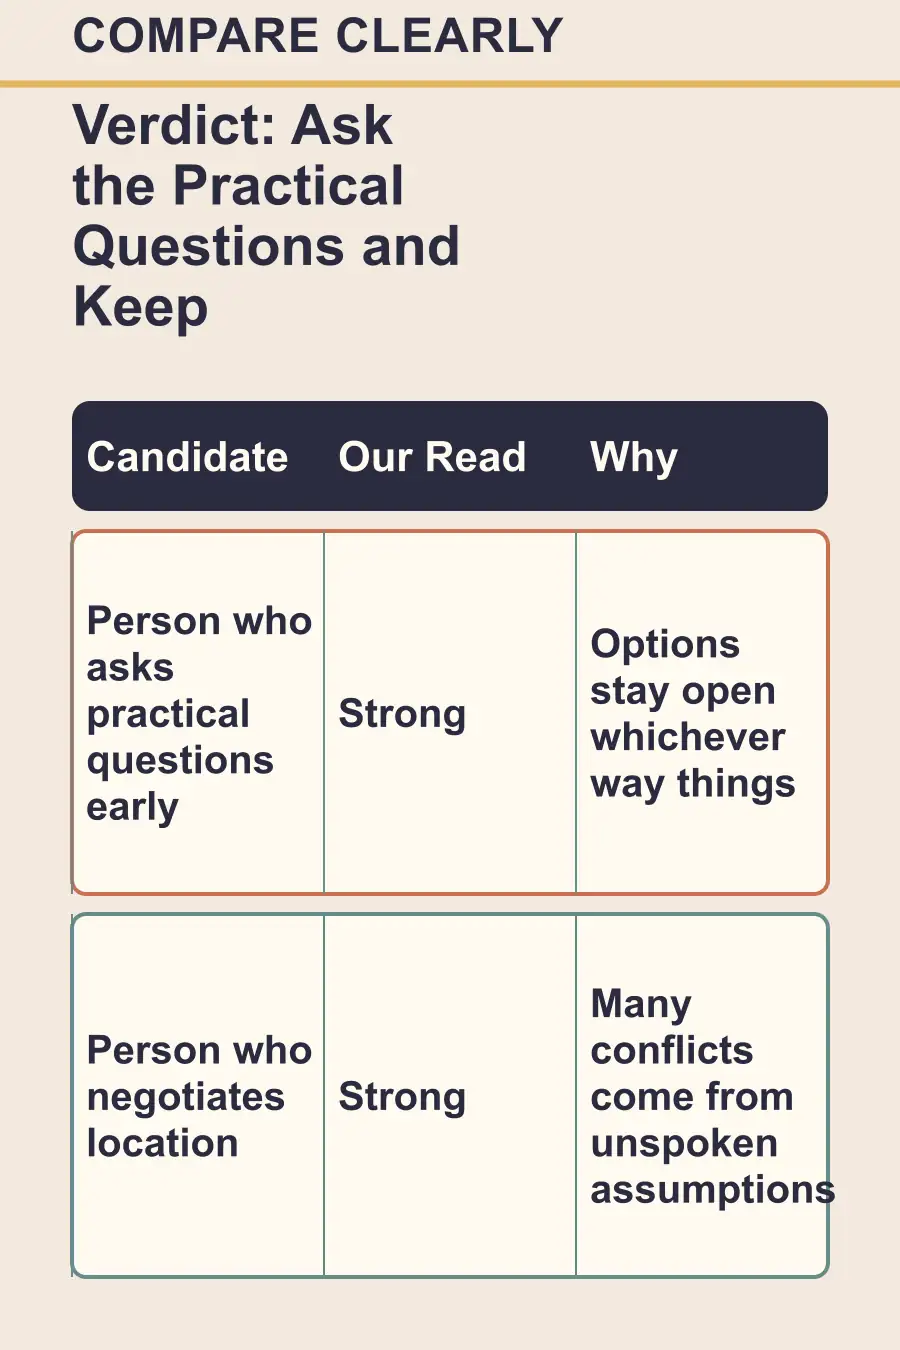 COMPARE CLEARLY
Verdict: Ask
the Practical
Questions and
Keep
Candidate
Our Read
Why
Person who
asks
practical
questions
early
Strong
Options
stay open
whichever
way things
Person who
negotiates
location
Strong
Many
conflicts
come from
unspoken
assumptions